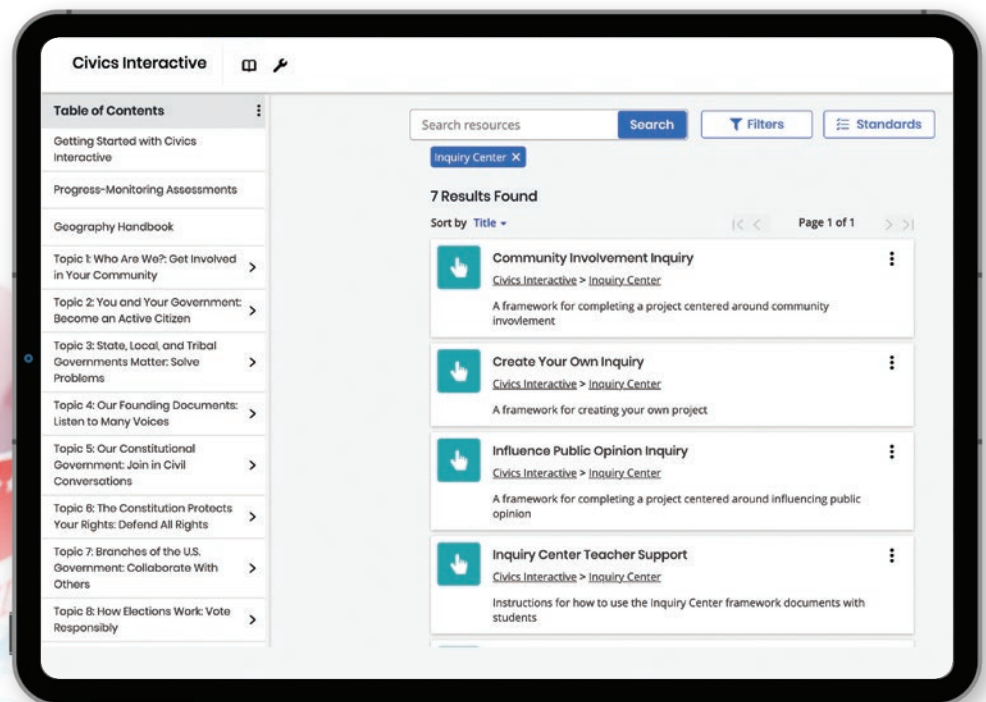 Civics Interactive
Table of Contents
Getting Started with Civics
Interactive
Progress-Monitoring Assessments
Geography Handbook
Topic 1: Who Are We?: Get Involved
in Your Community
Topic 2: You and Your Government:
Become an Active Citizen
Topic 3: State, Local, and Tribal
Governments Matter: Solve
Problems
Topic 4: Our Founding Documents:
Listen to Many Voices
Topic 5: Our Constitutional
Government: Join in Civil
Conversations
Topic 6: The Constitution Protects
Your Rights: Defend All Rights
Topic 7: Branches of the U.S.
Government: Collaborate With
Others
Topic 8: How Elections Work: Vote
Responsibly
Search resources
Search
Filters
Standards
Inquiry Center X
7 Results Found
Sort by Title
Page 1 of 1
Community Involvement Inquiry
Civics Interactive > Inquiry Center
A framework for completing a project centered around community
invovlement
Create Your Own Inquiry
Civics Interactive > Inquiry Center
A framework for creating your own project
Influence Public Opinion Inquiry
Civics Interactive > Inquiry Center
A framework for completing a project centered around influencing public
opinion
Inquiry Center Teacher Support
Civics Interactive > Inquiry Center
Instructions for how to use the Inquiry Center framework documents with
students